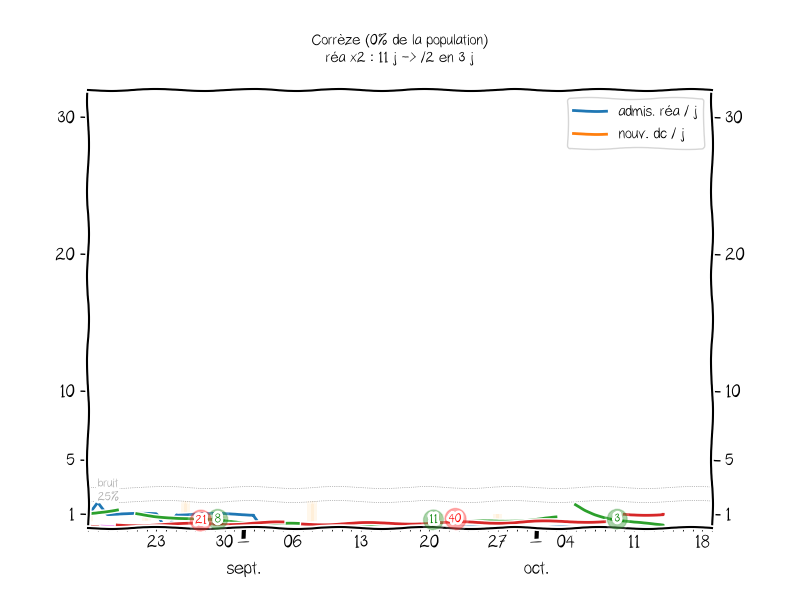 Corrèze (0% de la population)
réa x2 : 11 j -> /2 en 3 j
admis. réa / j
nouv. dc / j
30 30
20 20
10 10
5 5
bruit
25%
1 21 8 11 40 3 1
23 30 06 13 20 27 04 11 18
sept. oct.